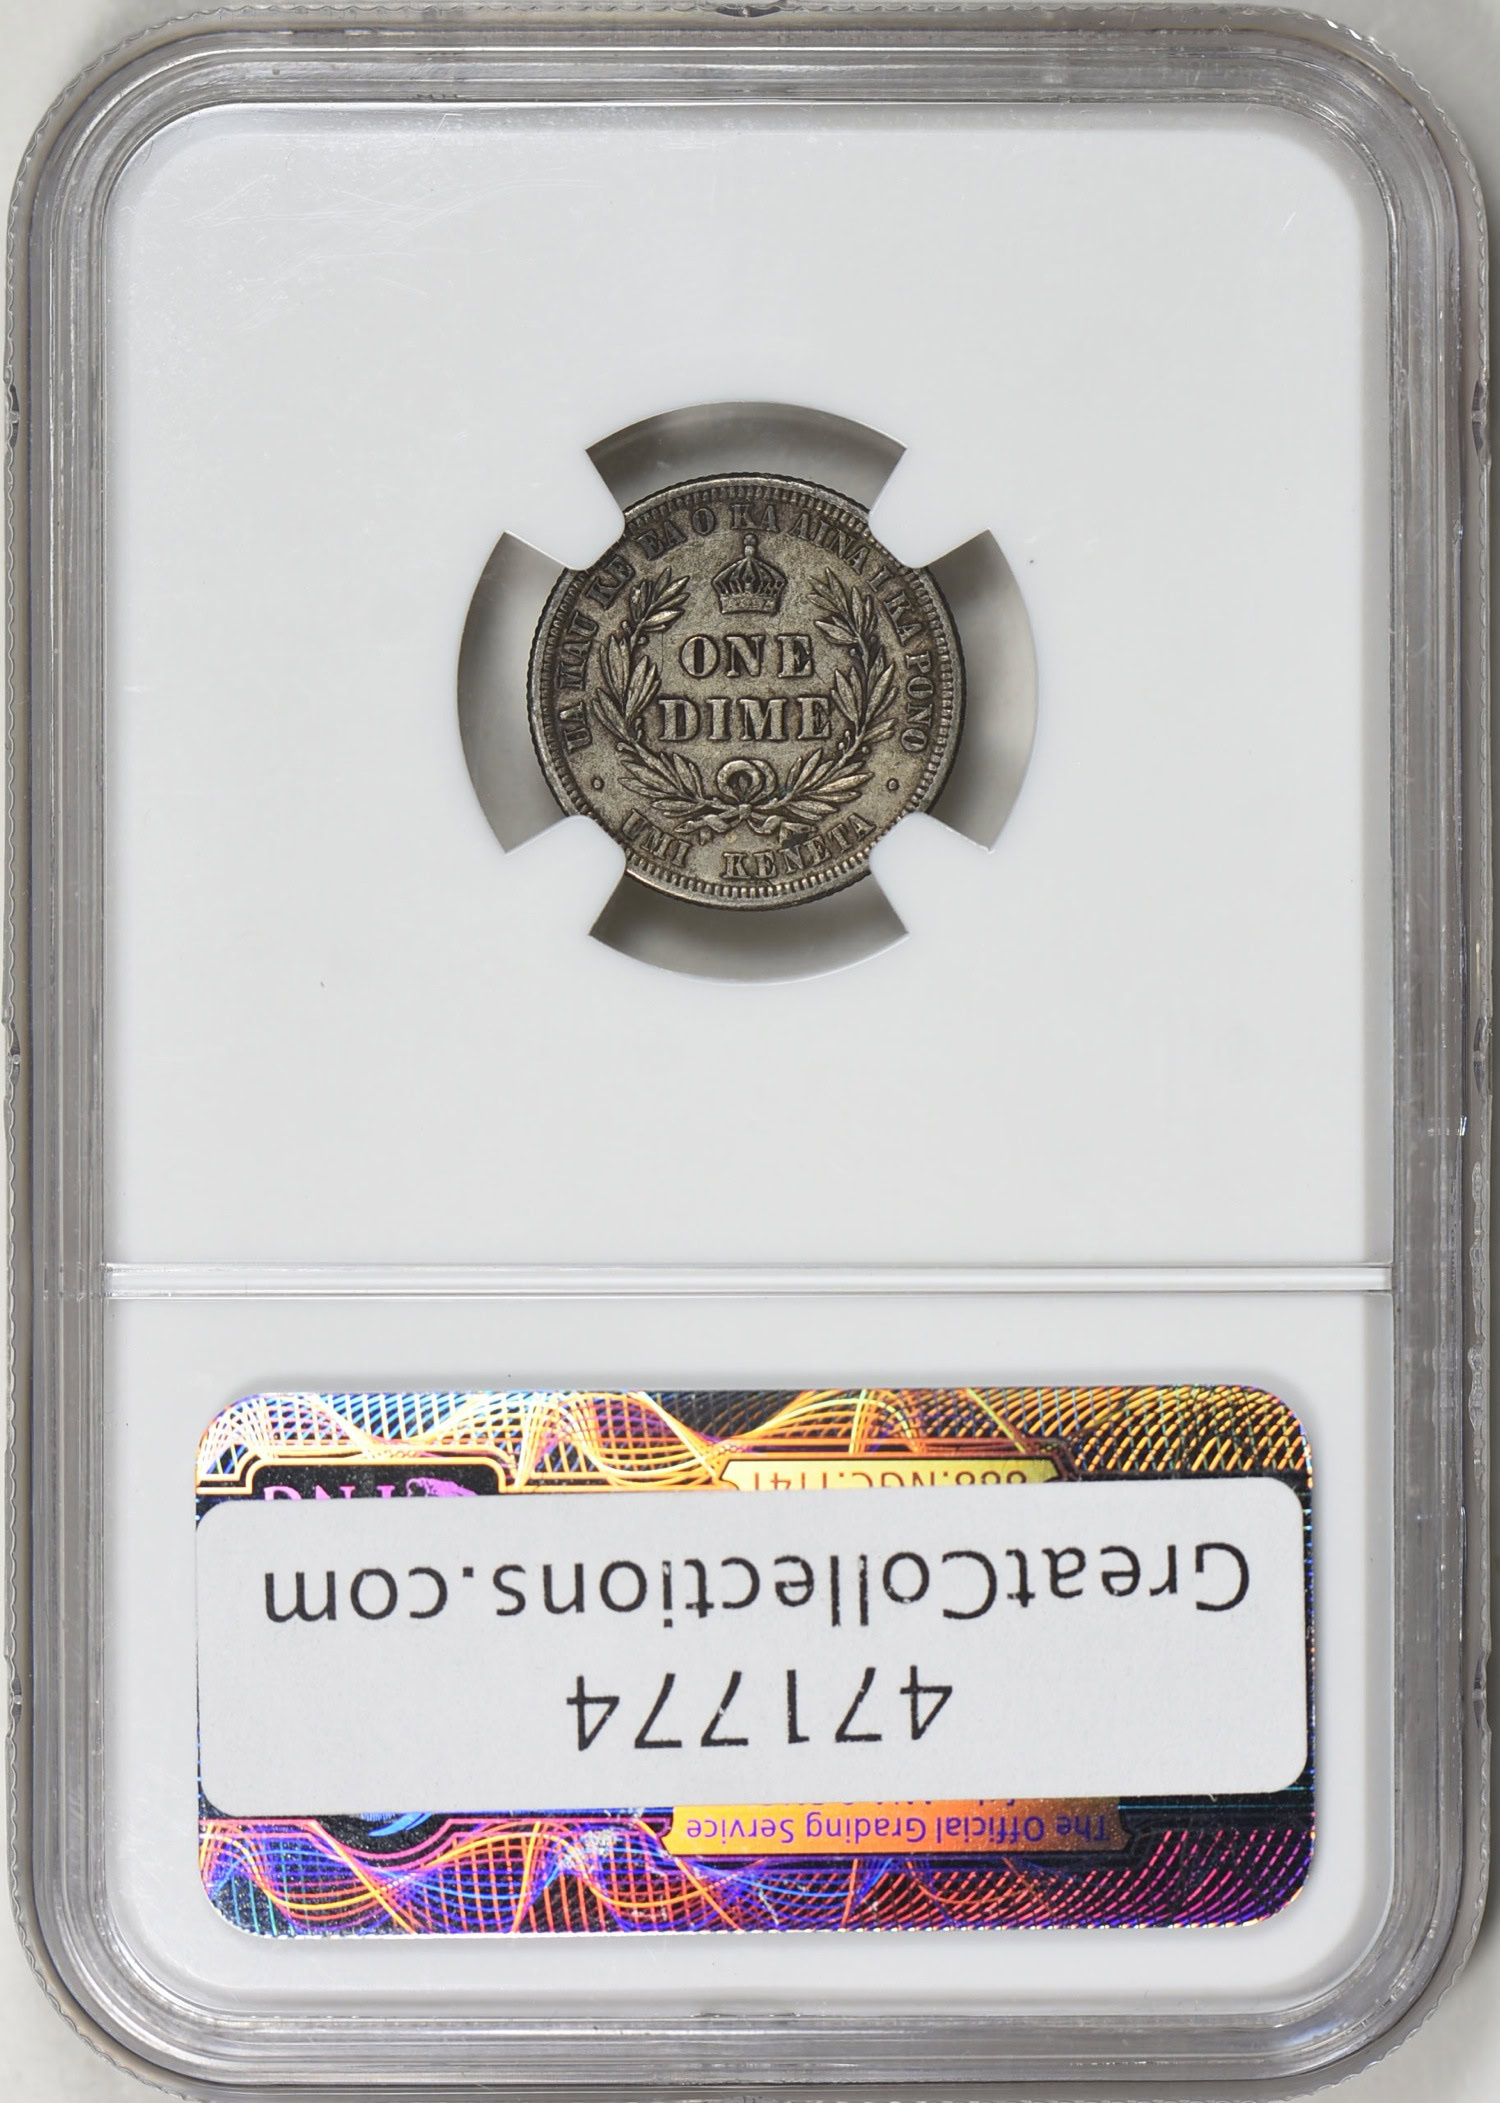 UA MAU KE EA O KA AINA I KA PONO
ONE
DIME
UMI KENETA
888.NGC.1141
GreatCollections.com
471774
The Official Grading Service